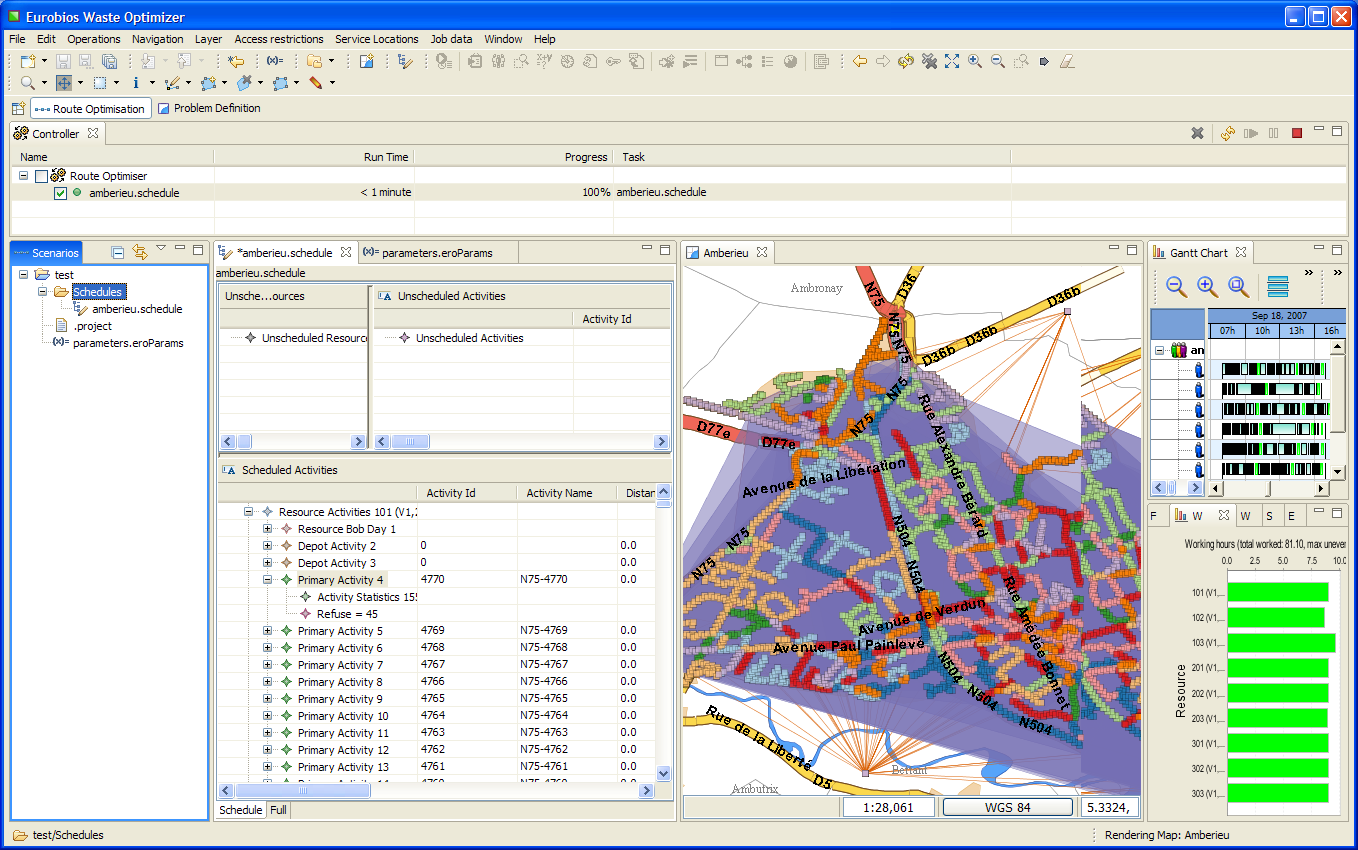 Eurobios Waste Optimizer
File Edit Operations Navigation Layer Access restrictions Service Locations Job data Window Help
Route Optimisation Problem Definition
Controller
Name Run Time Progress Task
Route Optimiser
amberieu.schedule < 1 minute 100% amberieu.schedule
Scenarios
test
Schedules
amberieu.schedule
.project
parameters.eroParams
*amberieu.schedule (x)= parameters.eroParams
amberieu.schedule
Unsche...ources
Unscheduled Resourc
Unscheduled Activities
Activity Id
Unscheduled Activities
Scheduled Activities
Activity Id Activity Name Distan
Resource Activities 101 (V1,
Resource Bob Day 1
Depot Activity 2 0 0.0
Depot Activity 3 0 0.0
Primary Activity 4 4770 N75-4770 0.0
Activity Statistics 15
Refuse = 45
Primary Activity 5 4769 N75-4769 0.0
Primary Activity 6 4768 N75-4768 0.0
Primary Activity 7 4767 N75-4767 0.0
Primary Activity 8 4766 N75-4766 0.0
Primary Activity 9 4765 N75-4765 0.0
Primary Activity 10 4764 N75-4764 0.0
Primary Activity 11 4763 N75-4763 0.0
Primary Activity 12 4762 N75-4762 0.0
Primary Activity 13 4761 N75-4761 0.0
Schedule Full
Amberieu
Ambronay
N75
D36
D36b
N75
N75
D36b
D36b
N75
N75
D77e
D77e
Rue Alexandre Bérard
Avenue de la Libération
N504
N75
N75
N504
Rue Amédée Bonnet
Avenue de Verdun
Avenue Paul Painlevé
N504
N504
N504
Rue de la Liberté
D5
Bettant
Ambutrix
1:28,061 WGS 84 5.3324,
Gantt Chart
Sep 18, 2007
07h 10h 13h 16h
an
F W W S E
Working hours (total worked: 81.10, max unever
0.0 2.5 5.0 7.5 10.0
Resource
101 (V1,...
102 (V1,...
103 (V1,...
201 (V1,...
202 (V1,...
203 (V1,...
301 (V1,...
302 (V1,...
303 (V1,...
test/Schedules
Rendering Map: Amberieu